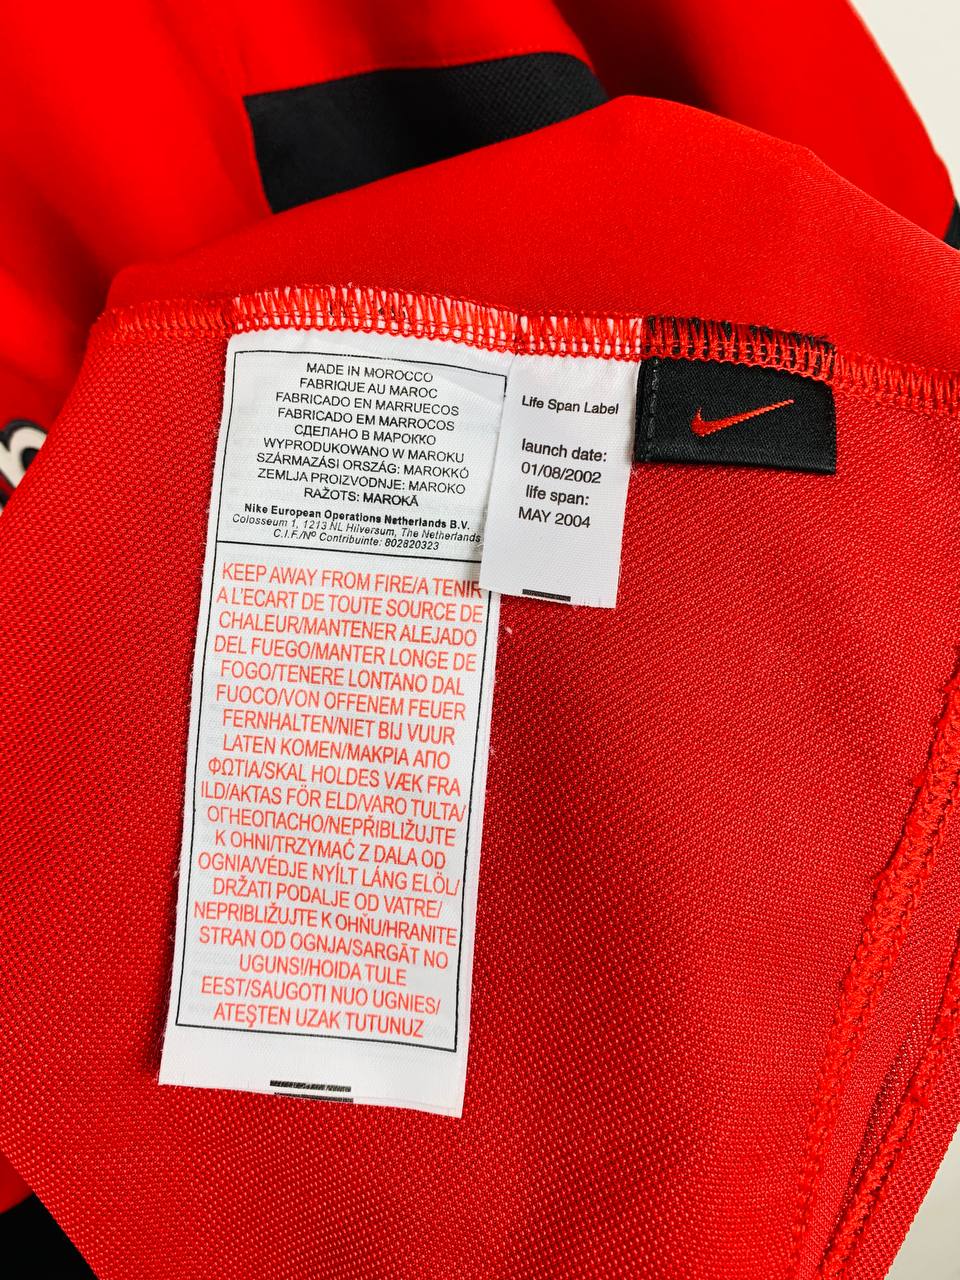 MADE IN MOROCCO
FABRIQUE AU MAROC
FABRICADO EN MARRUECOS
FABRICADO EM MARROCOS
СДЕЛАНО В МАРОККО
WYPRODUKOWANO W MAROKU
SZÁRMAZÁSI ORSZÁG: MAROKKÓ
ZEMLJA PROIZVODNJE: MAROKO
RAŽOTS: MAROKĀ
Nike European Operations Netherlands B.V.
Colosseum 1, 1213 NL Hilversum, The Netherlands
C.I.F./Nº Contribuinte: 802820323
KEEP AWAY FROM FIRE/A TENIR
A L'ECART DE TOUTE SOURCE DE
CHALEUR/MANTENER ALEJADO
DEL FUEGO/MANTER LONGE DE
FOGO/TENERE LONTANO DAL
FUOCO/VON OFFENEM FEUER
FERNHALTEN/NIET BIJ VUUR
LATEN KOMEN/ΜΑΚΡΙΑ ΑΠΟ
ΦΩΤΙΑ/SKAL HOLDES VÆK FRA
ILD/AKTAS FÖR ELD/VARO TULTA/
ОГНЕОПАСНО/NEPŘIBLIŽUJTE
K OHNI/TRZYMAĆ Z DALA OD
OGNIA/VÉDJE NYÍLT LÁNG ELÖL/
DRŽATI PODALJE OD VATRE/
NEPRIBLIŽUJTE K OHŇU/HRANITE
STRAN OD OGNJA/SARGĀT NO
UGUNS!/HOIDA TULE
EEST/SAUGOTI NUO UGNIES/
ATEŞTEN UZAK TUTUNUZ
Life Span Label
launch date:
01/08/2002
life span:
MAY 2004